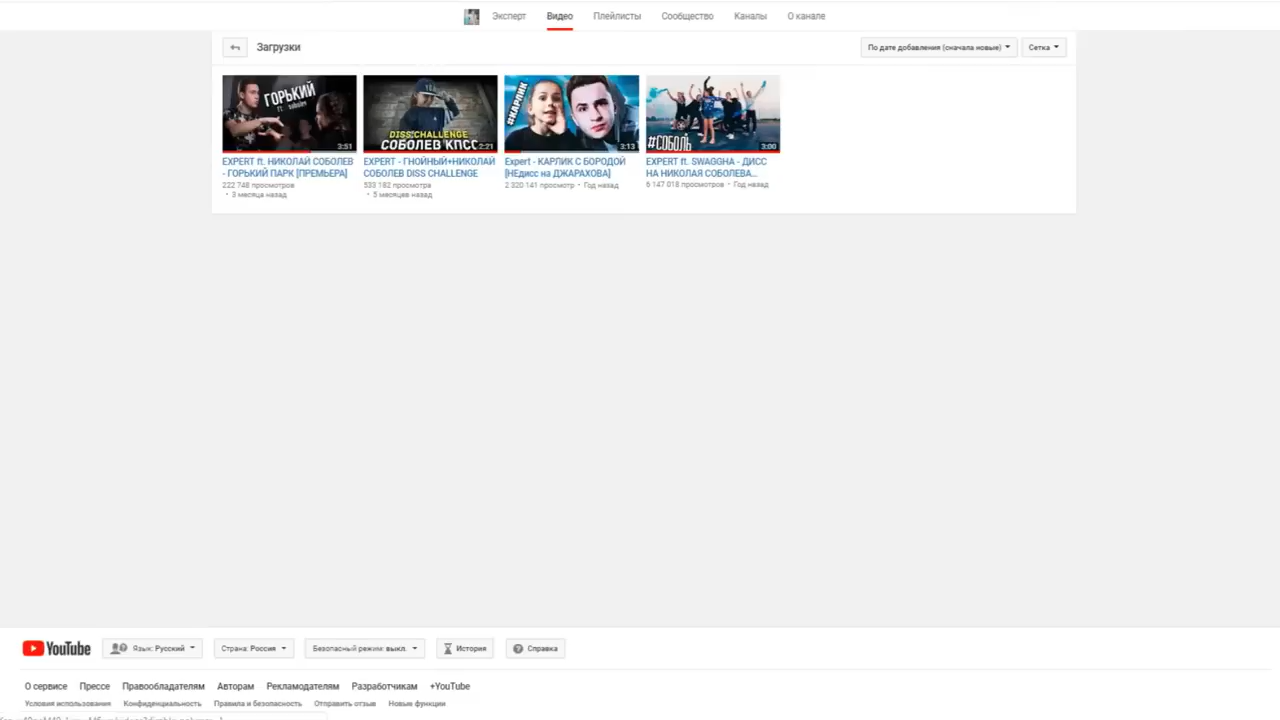 Эксперт Видео Плейлисты Сообщество Каналы О канале
Загрузки По дате добавления (сначала новые) Сетка
ГОРЬКИЙ
3:51
DISS CHALLENGE
СОБОЛЕВ КПСС 2:21
#КАРЛИК
3:13
#СОБОЛЬ
3:00
EXPERT ft. НИКОЛАЙ СОБОЛЕВ
- ГОРЬКИЙ ПАРК [ПРЕМЬЕРА]
222 748 просмотров
• 3 месяца назад
EXPERT - ГНОЙНЫЙ+НИКОЛАЙ
СОБОЛЕВ DISS CHALLENGE
533 182 просмотра
• 5 месяцев назад
Expert - КАРЛИК С БОРОДОЙ
[НЕдисс на ДЖАРАХОВА]
2 320 141 просмотр • Год назад
EXPERT ft. SWAGGHA - ДИСС
НА НИКОЛАЯ СОБОЛЕВА...
6 147 018 просмотров • Год назад
YouTube Язык: Русский Страна: Россия Безопасный режим: выкл. История Справка
О сервисе Прессе Правообладателям Авторам Рекламодателям Разработчикам +YouTube
Условия использования Конфиденциальность Правила и безопасность Отправить отзыв Новые функции